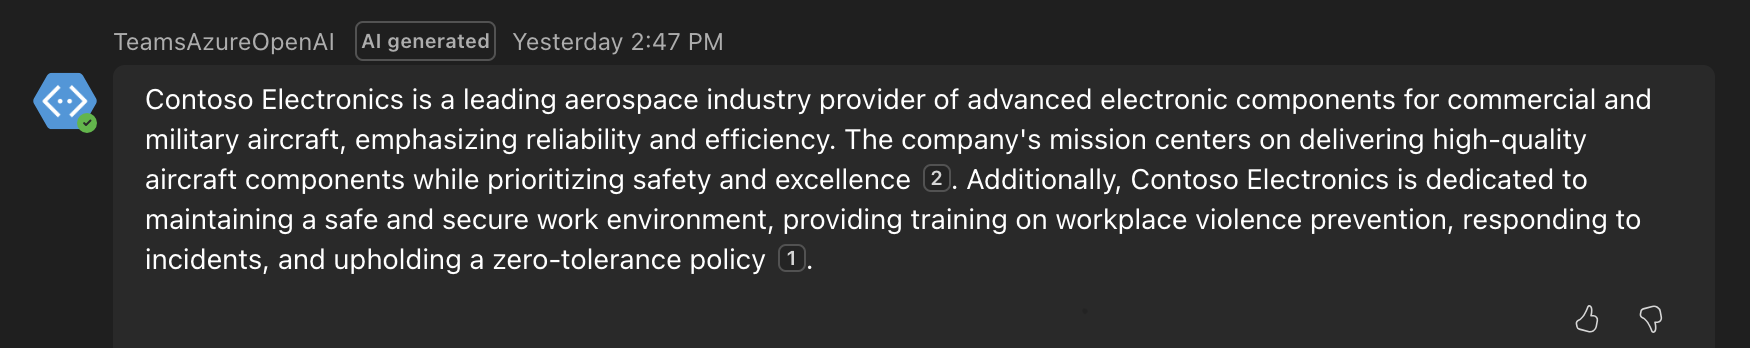 TeamsAzureOpenAI AI generated Yesterday 2:47 PM
Contoso Electronics is a leading aerospace industry provider of advanced electronic components for commercial and
military aircraft, emphasizing reliability and efficiency. The company's mission centers on delivering high-quality
aircraft components while prioritizing safety and excellence 2. Additionally, Contoso Electronics is dedicated to
maintaining a safe and secure work environment, providing training on workplace violence prevention, responding to
incidents, and upholding a zero-tolerance policy 1.